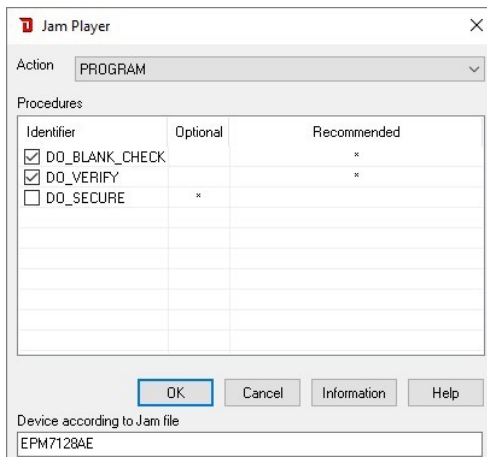 Jam Player
Action PROGRAM
Procedures
Identifier Optional Recommended
DO_BLANK_CHECK *
DO_VERIFY *
DO_SECURE *
OK Cancel Information Help
Device according to Jam file
EPM7128AE